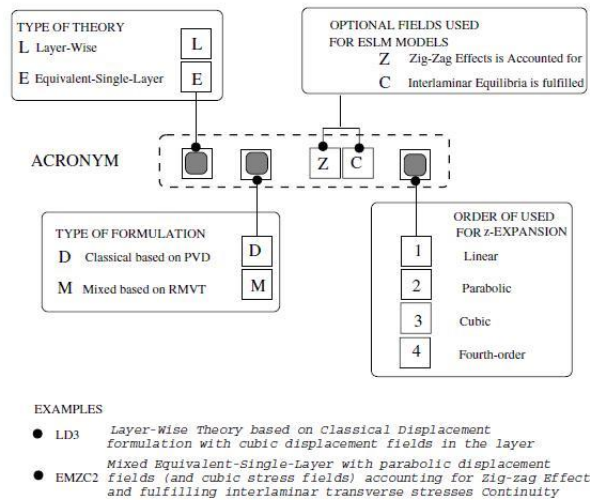 TYPE OF THEORY
L Layer-Wise
L
E Equivalent-Single-Layer
E
OPTIONAL FIELDS USED
FOR ESLM MODELS
Z Zig-Zag Effects is Accounted for
C Interlaminar Equilibria is fulfilled
ACRONYM
Z C
TYPE OF FORMULATION
D Classical based on PVD
D
M Mixed based on RMVT
M
ORDER OF USED
FOR z-EXPANSION
1 Linear
2 Parabolic
3 Cubic
4 Fourth-order
EXAMPLES
LD3 Layer-Wise Theory based on Classical Displacement
formulation with cubic displacement fields in the layer
EMZC2 Mixed Equivalent-Single-Layer with parabolic displacement
fields (and cubic stress fields) accounting for Zig-zag Effect
and fulfilling interlaminar transverse stresses Continuity